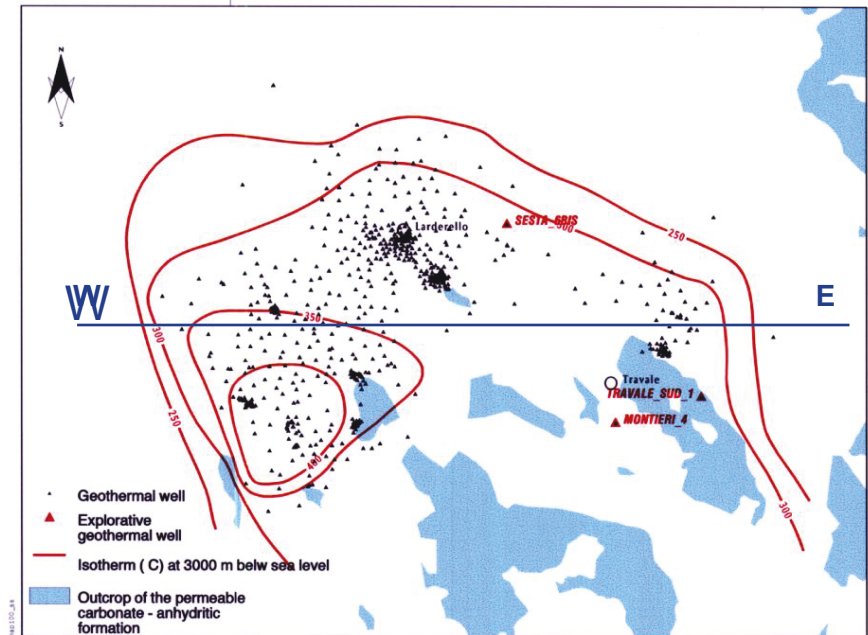 N
S
250
SESTA_6BIS
300
Larderello
W
E
350
300
Travale
TRAVALE_SUD_1
MONTIERI_4
250
400
300
Geothermal well
Explorative
geothermal well
Isotherm ( C) at 3000 m belw sea level
Outcrop of the permeable
carbonate - anhydritic
formation